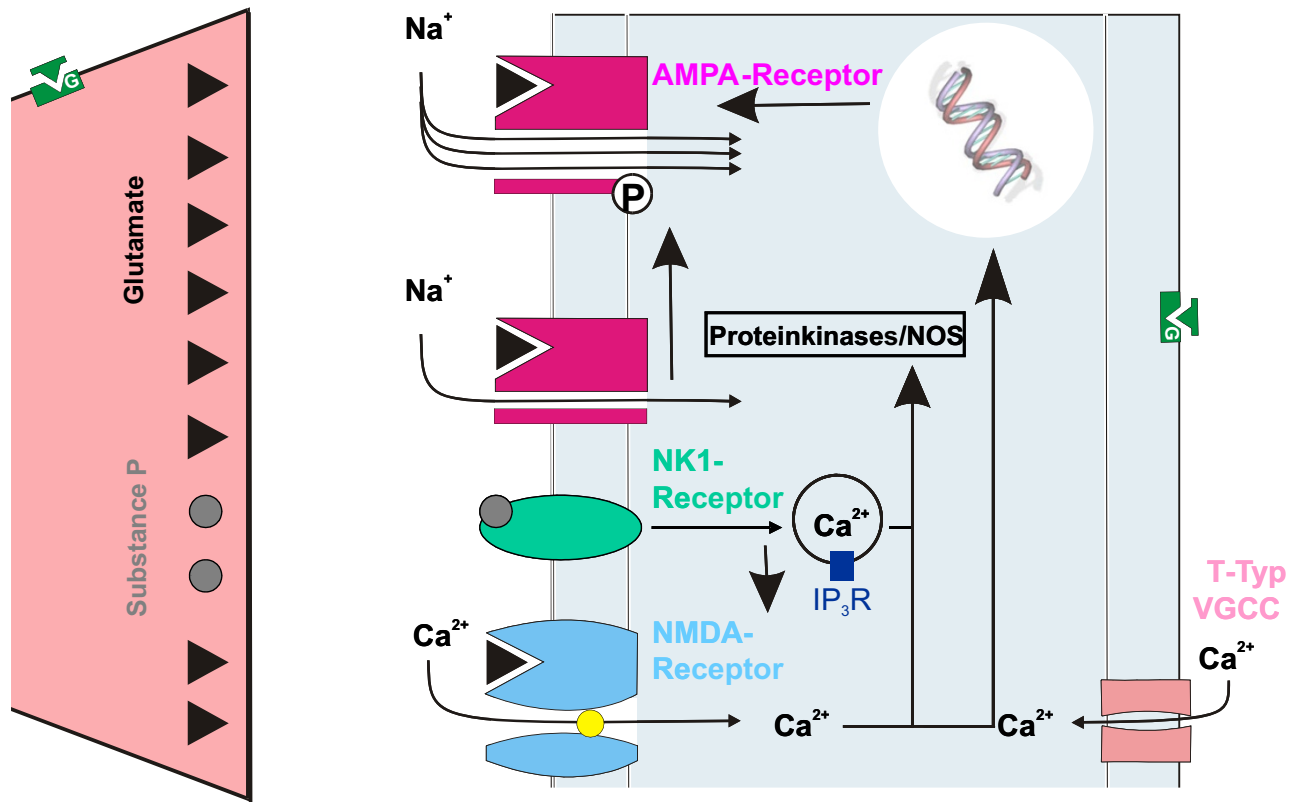 Na⁺
AMPA-Receptor
G
P
Glutamate
Na⁺
Proteinkinases/NOS
G
NK1-
Receptor
Substance P
Ca²⁺
IP₃R
T-Typ
VGCC
Ca²⁺
NMDA-
Receptor
Ca²⁺
Ca²⁺
Ca²⁺